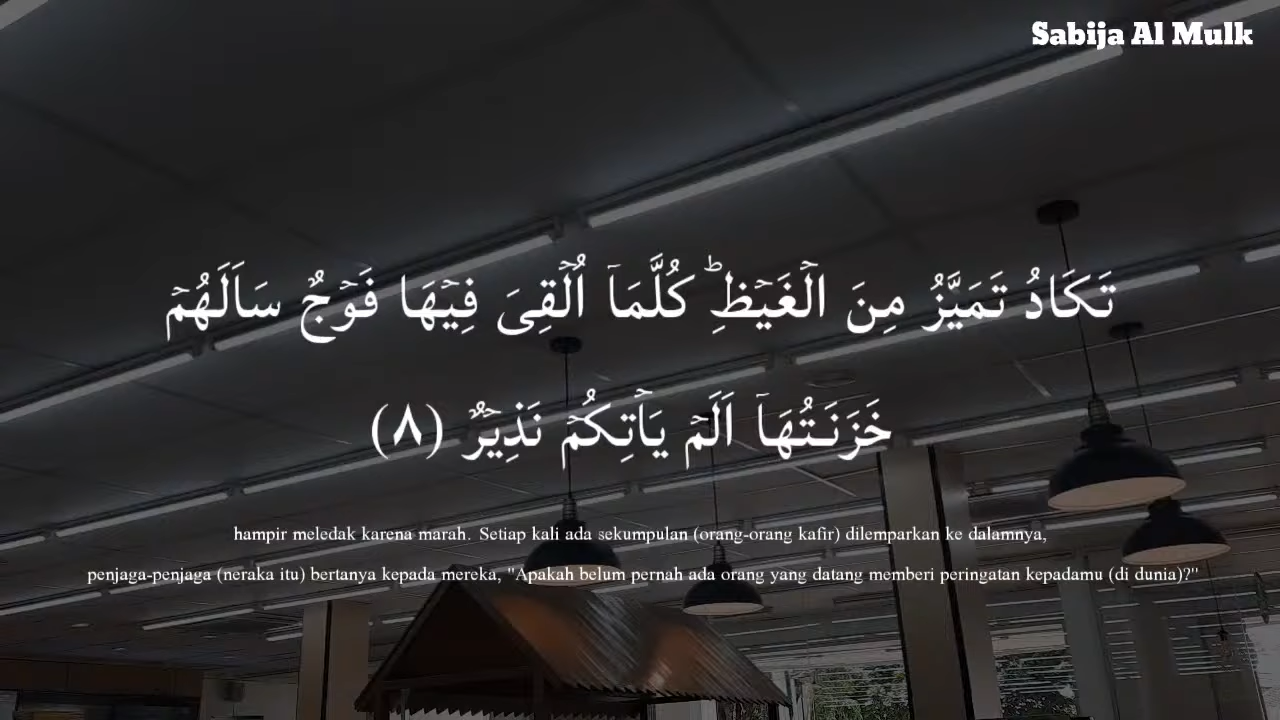 Sabija Al Mulk
تَكَادُ تَمَيَّزُ مِنَ الْغَيْظِۗ كُلَّمَآ اُلْقِيَ فِيْهَا فَوْجٌ سَاَلَهُمْ
خَزَنَتُهَآ اَلَمْ يَأْتِكُمْ نَذِيْرٌ (٨)
hampir meledak karena marah. Setiap kali ada sekumpulan (orang-orang kafir) dilemparkan ke dalamnya,
penjaga-penjaga (neraka itu) bertanya kepada mereka, "Apakah belum pernah ada orang yang datang memberi peringatan kepadamu (di dunia)?"